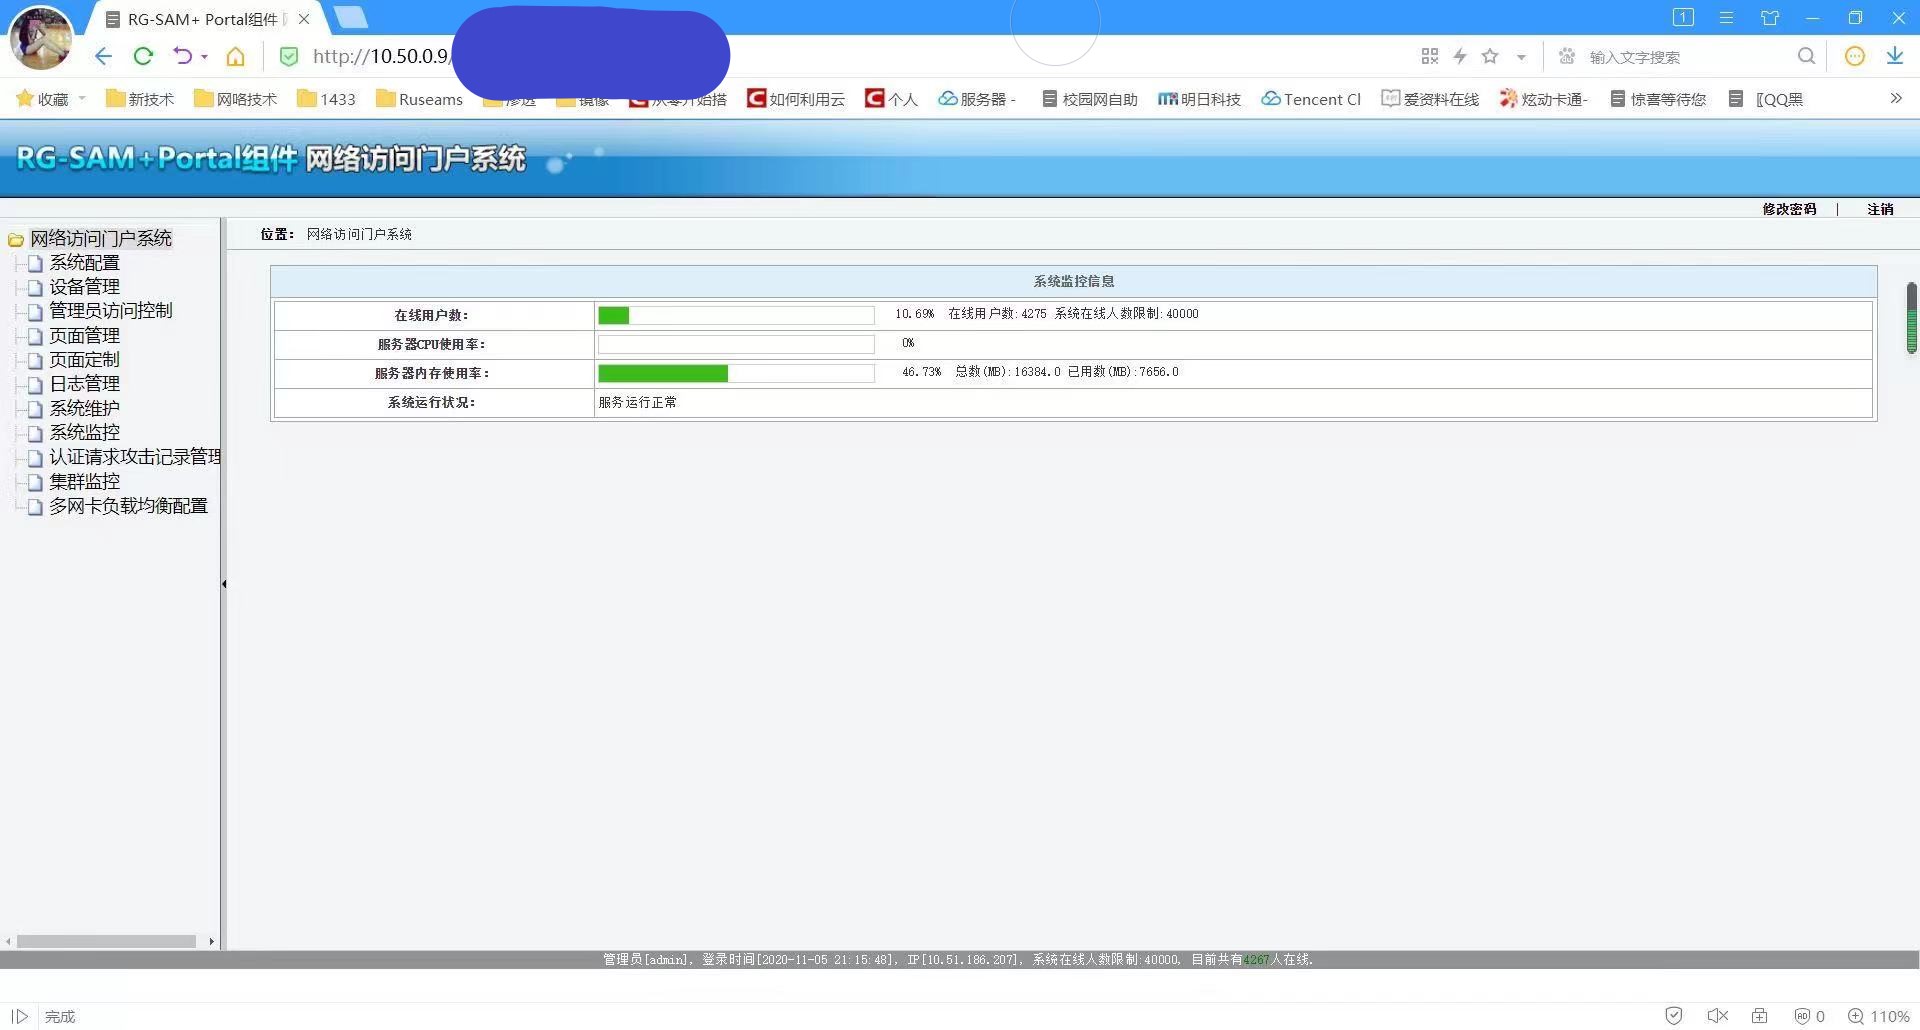 RG-SAM+ Portal组件
1
http://10.50.0.9/
输入文字搜索
收藏 新技术 网咯技术 1433 Ruseams 渗透 镜像 从零开始搭 如何利用云 个人 服务器 - 校园网自助 明日科技 Tencent Cl 爱资料在线 炫动卡通- 惊喜等待您 〖QQ黑
RG-SAM+Portal组件 网络访问门户系统
修改密码 | 注销
网络访问门户系统
系统配置
设备管理
管理员访问控制
页面管理
页面定制
日志管理
系统维护
系统监控
认证请求攻击记录管理
集群监控
多网卡负载均衡配置
位置： 网络访问门户系统
系统监控信息
在线用户数： 10.69% 在线用户数:4275 系统在线人数限制:40000
服务器CPU使用率： 0%
服务器内存使用率： 46.73% 总数(MB):16384.0 已用数(MB):7656.0
系统运行状况： 服务运行正常
管理员[admin], 登录时间[2020-11-05 21:15:48], IP[10.51.186.207], 系统在线人数限制:40000, 目前共有4267人在线.
完成
0
110%